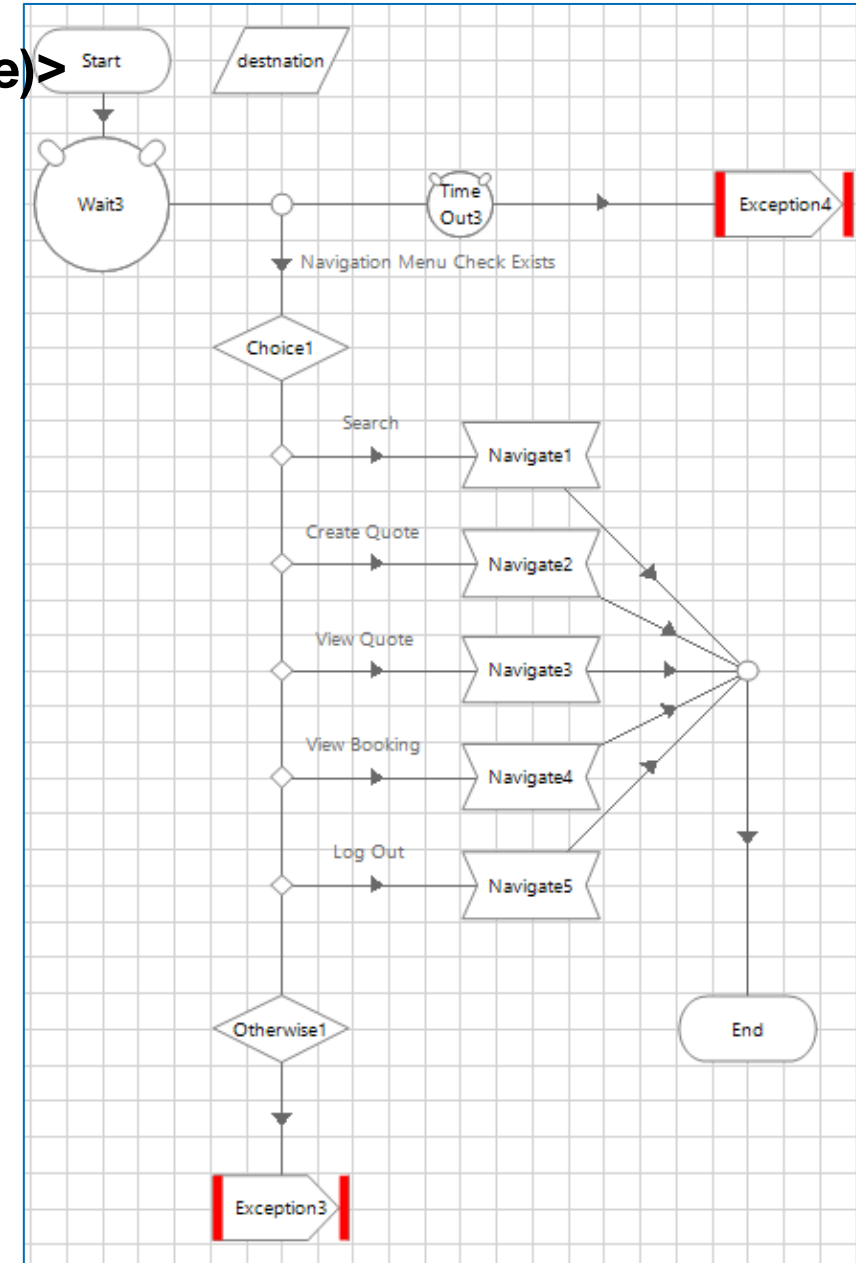 e)>
Start
destnation
Wait3
Time
Out3
Exception4
Navigation Menu Check Exists
Choice1
Search
Navigate1
Create Quote
Navigate2
View Quote
Navigate3
View Booking
Navigate4
Log Out
Navigate5
Otherwise1
End
Exception3